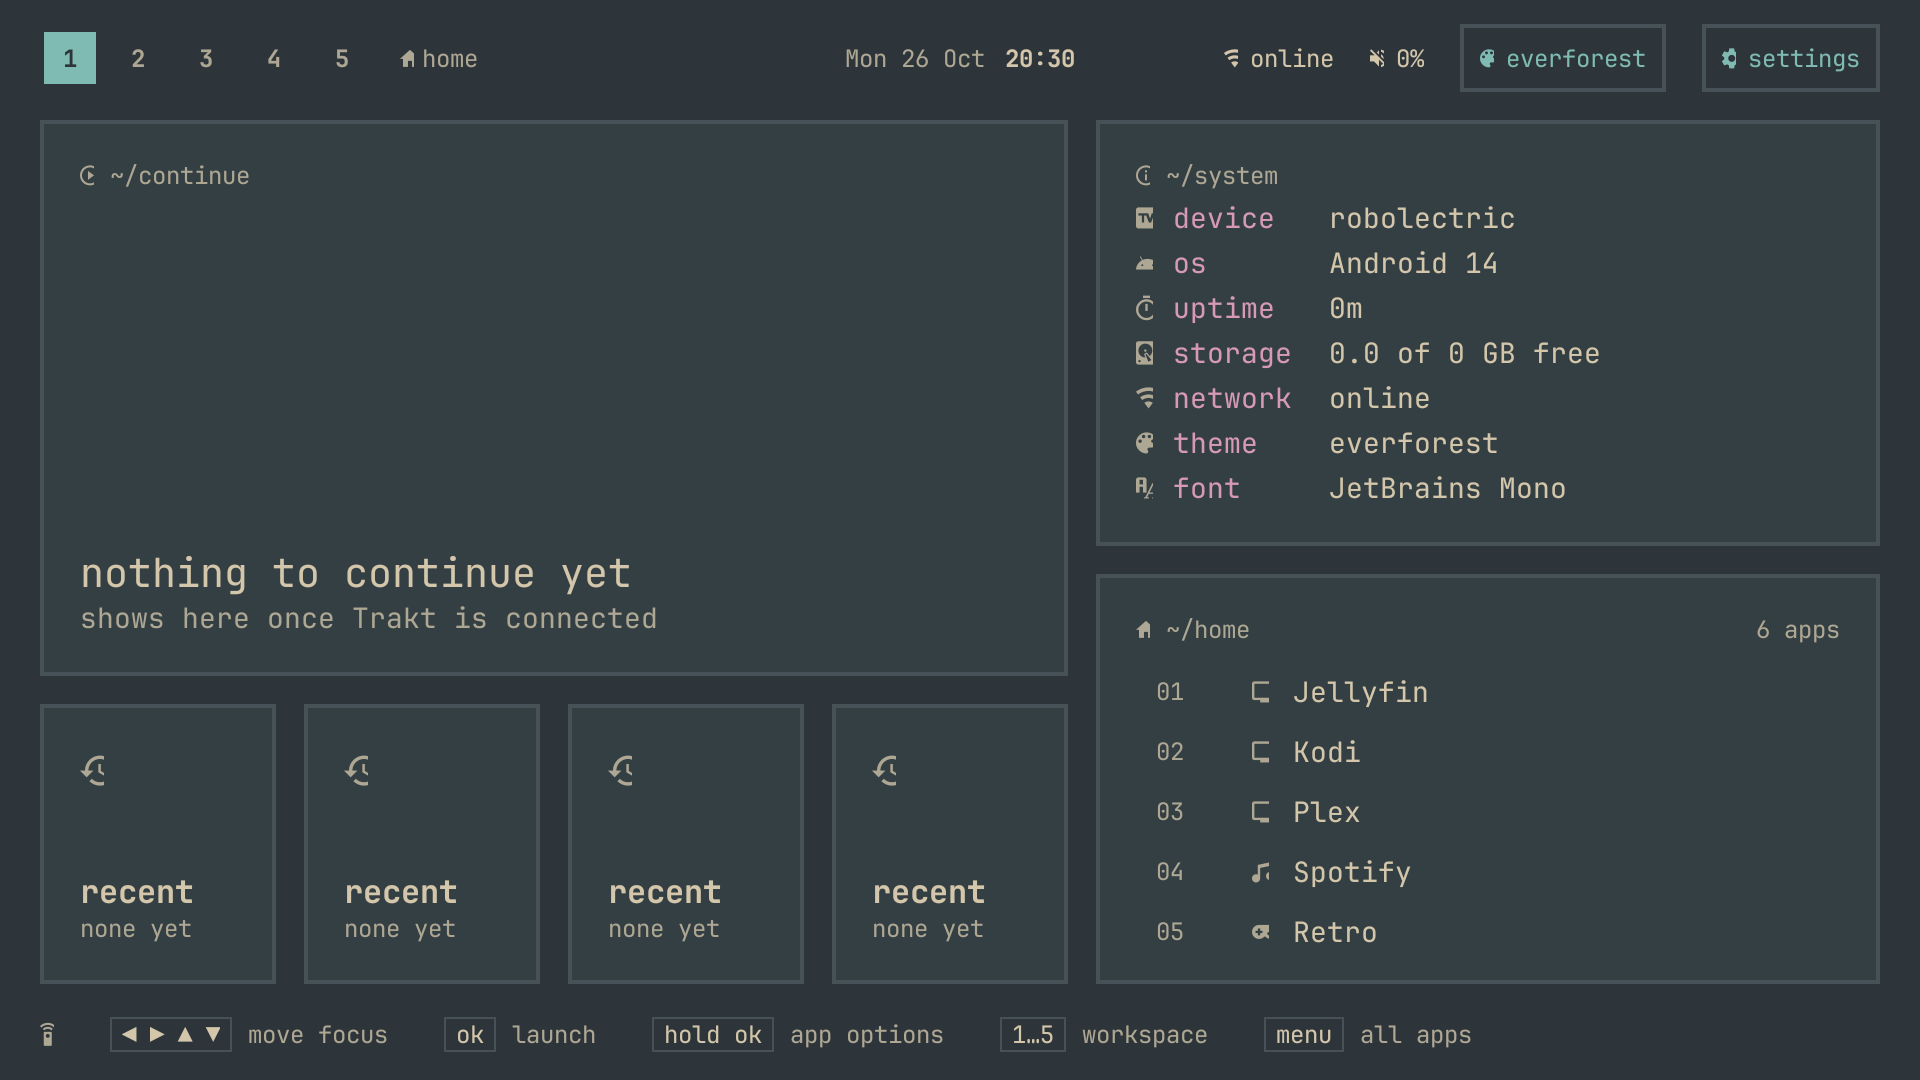 1 2 3 4 5 home
Mon 26 Oct 20:30
online 0% everforest settings
~/continue
nothing to continue yet
shows here once Trakt is connected
recent
none yet
recent
none yet
recent
none yet
recent
none yet
~/system
device robolectric
os Android 14
uptime 0m
storage 0.0 of 0 GB free
network online
theme everforest
font JetBrains Mono
~/home 6 apps
01 Jellyfin
02 Kodi
03 Plex
04 Spotify
05 Retro
◀ ▶ ▲ ▼ move focus ok launch hold ok app options 1…5 workspace menu all apps